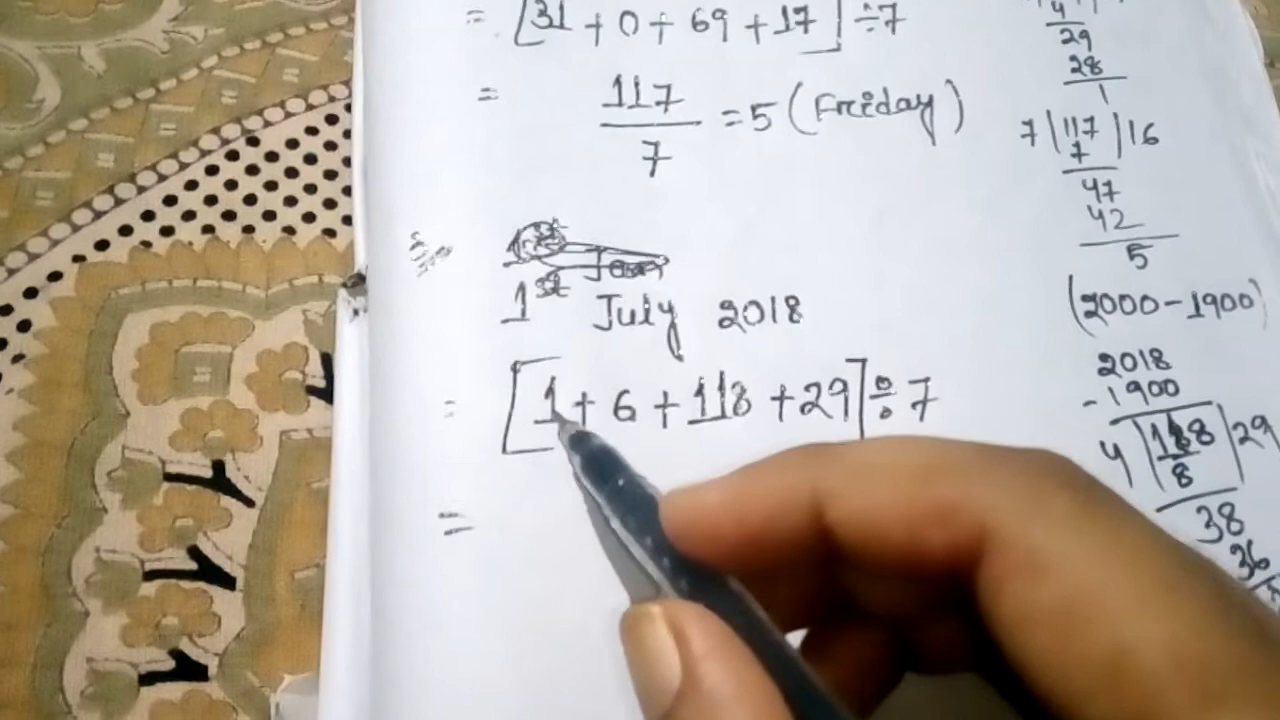 = [31 + 0 + 69 + 17] ÷7
= 117/7 = 5 (Friday)
1st July 2018
= [1 + 6 + 118 + 29] ÷ 7
=
4
29
28
1
7 | 117 | 16
7
47
42
5
(2000-1900)
2018
- 1900
4 | 118 | 29
8
38
36